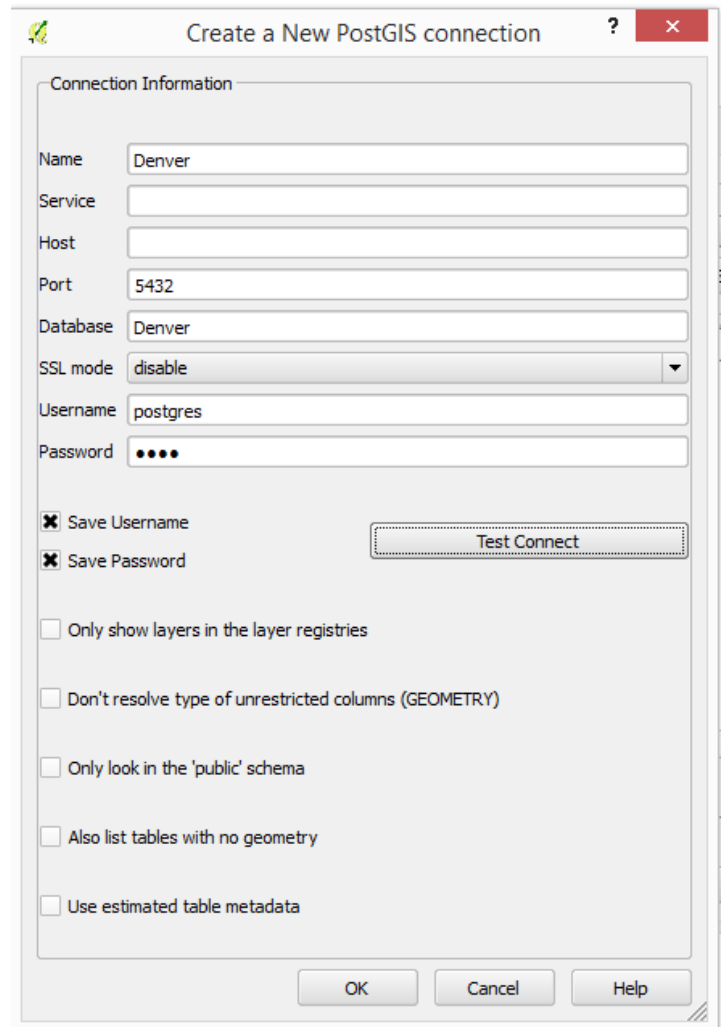 Create a New PostGIS connection ?
Connection Information
Name Denver
Service
Host
Port 5432
Database Denver
SSL mode disable
Username postgres
Password ●●●●
Save Username
Test Connect
Save Password
Only show layers in the layer registries
Don't resolve type of unrestricted columns (GEOMETRY)
Only look in the 'public' schema
Also list tables with no geometry
Use estimated table metadata
OK Cancel Help